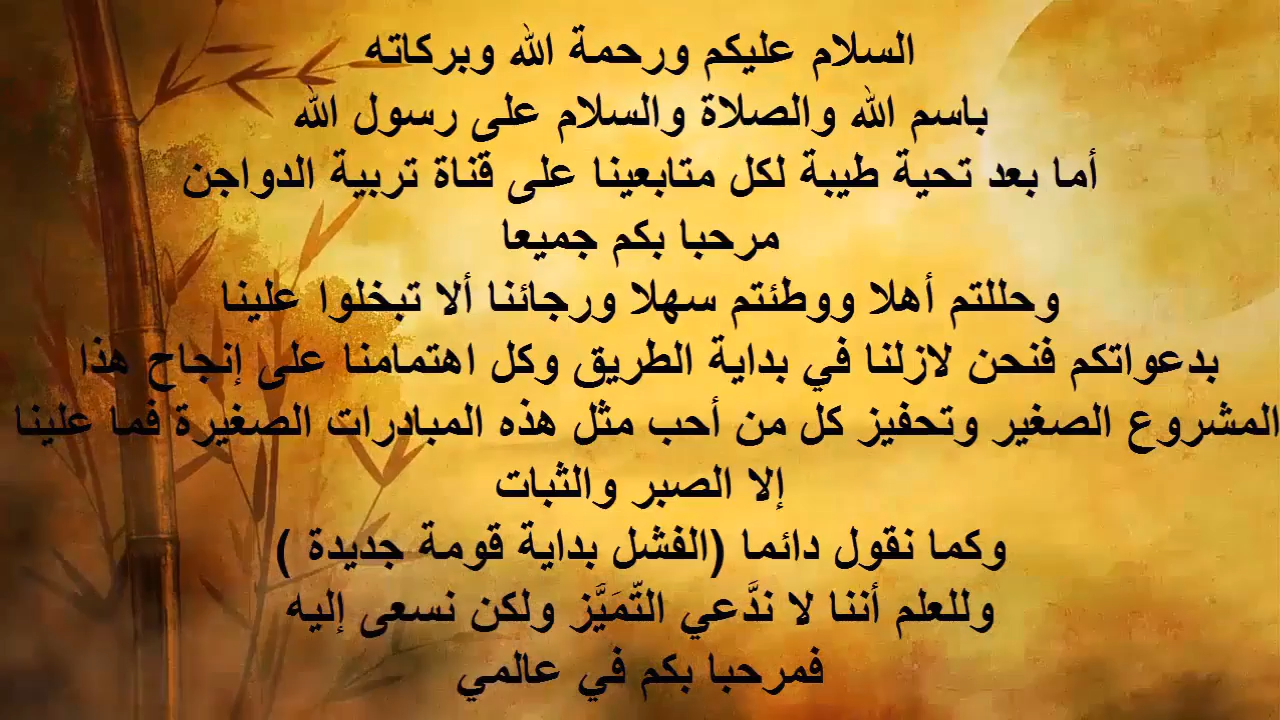 السلام عليكم ورحمة الله وبركاته
باسم الله والصلاة والسلام على رسول الله
أما بعد تحية طيبة لكل متابعينا على قناة تربية الدواجن
مرحبا بكم جميعا
وحللتم أهلا ووطئتم سهلا ورجائنا ألا تبخلوا علينا
بدعواتكم فنحن لازلنا في بداية الطريق وكل اهتمامنا على إنجاح هذا
المشروع الصغير وتحفيز كل من أحب مثل هذه المبادرات الصغيرة فما علينا
إلا الصبر والثبات
وكما نقول دائما (الفشل بداية قومة جديدة )
وللعلم أننا لا ندَّعي التّمَيَّز ولكن نسعى إليه
فمرحبا بكم في عالمي